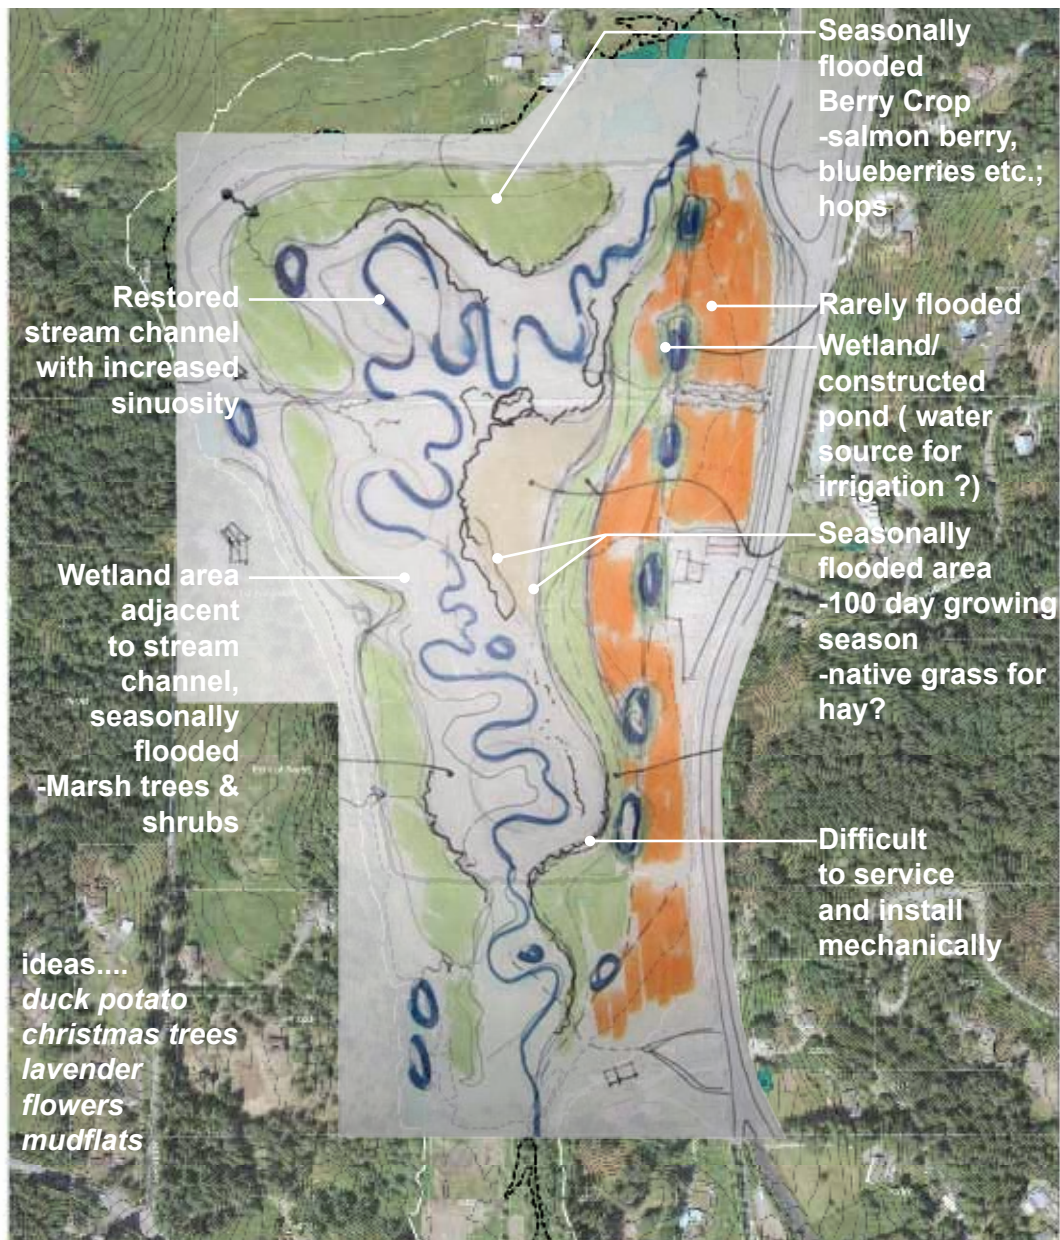 Seasonally
flooded
Berry Crop
-salmon berry,
blueberries etc.;
hops
Restored
stream channel
with increased
sinuosity
Rarely flooded
Wetland/
constructed
pond ( water
source for
irrigation ?)
Seasonally
flooded area
-100 day growing
season
-native grass for
hay?
Wetland area
adjacent
to stream
channel,
seasonally
flooded
-Marsh trees &
shrubs
Difficult
to service
and install
mechanically
ideas....
duck potato
christmas trees
lavender
flowers
mudflats